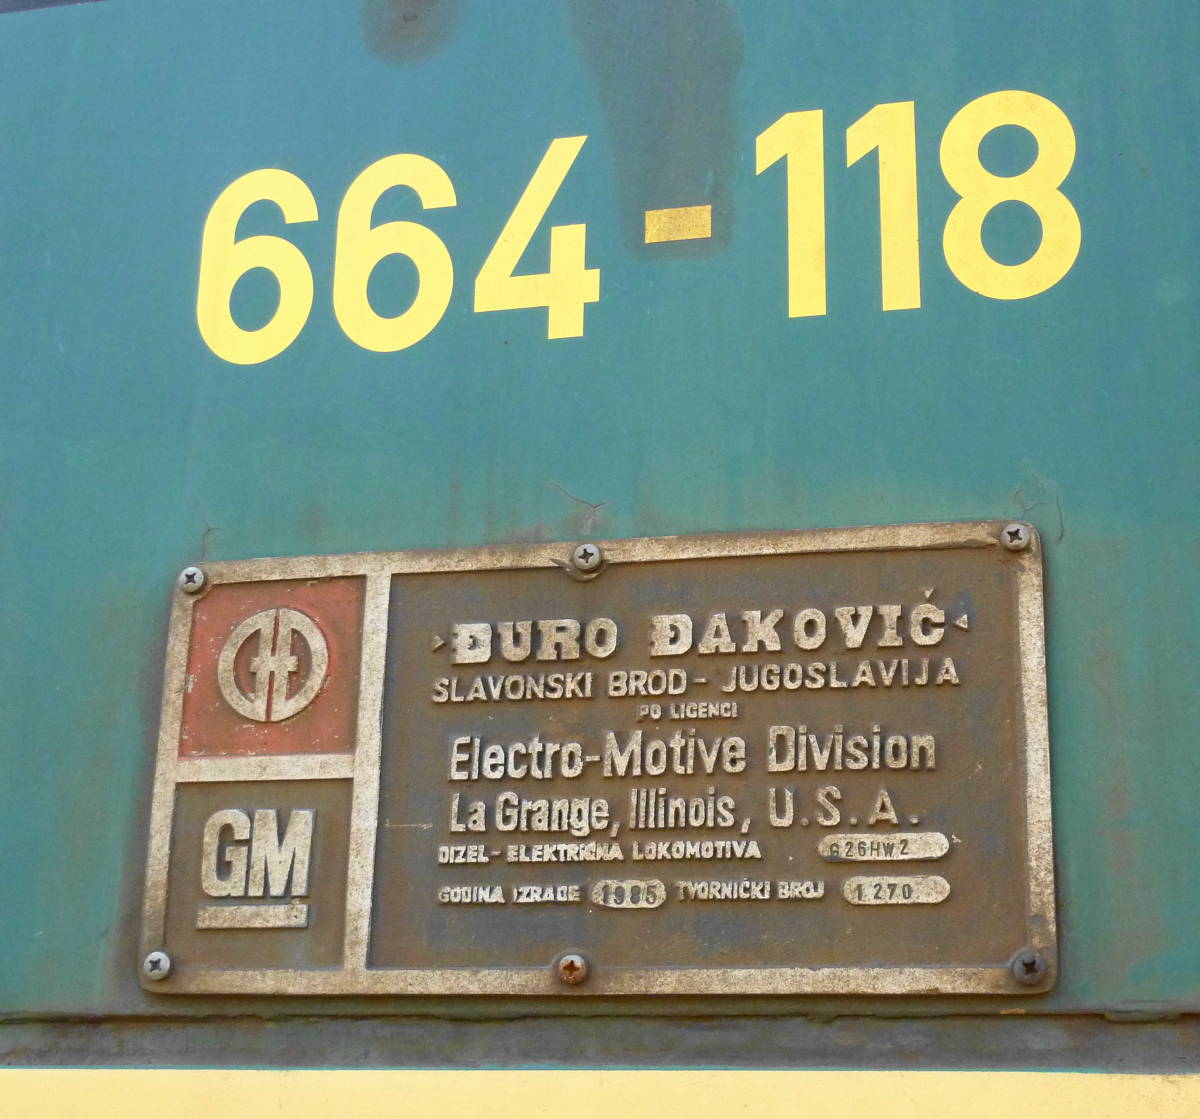 664-118
ĐURO ĐAKOVIĆ
SLAVONSKI BROD - JUGOSLAVIJA
PO LICENCI
Electro-Motive Division
La Grange, Illinois, U.S.A.
DIZEL-ELEKTRIČNA LOKOMOTIVA G26HW2
GODINA IZRADE 1985 TVORNIČKI BROJ 1.270
GM